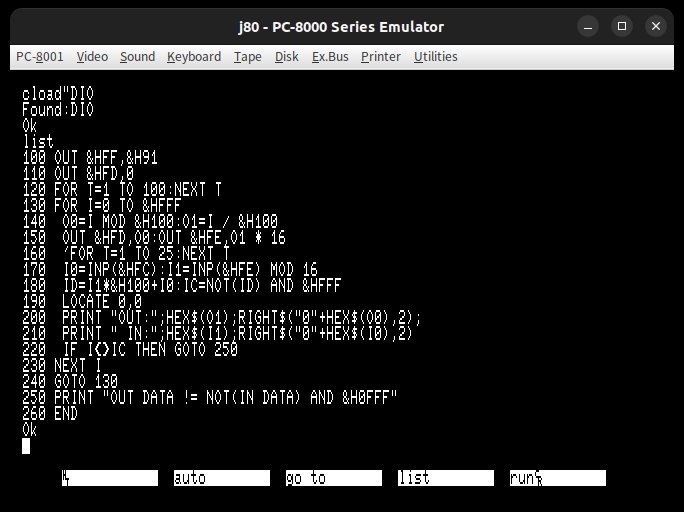 j80 - PC-8000 Series Emulator
PC-8001 Video Sound Keyboard Tape Disk Ex.Bus Printer Utilities
cload"DIO
Found:DIO
Ok
list
100 OUT &HFF,&H91
110 OUT &HFD,0
120 FOR T=1 TO 100:NEXT T
130 FOR I=0 TO &HFFF
140  O0=I MOD &H100:O1=I / &H100
150  OUT &HFD,O0:OUT &HFE,O1 * 16
160  'FOR T=1 TO 25:NEXT T
170  I0=INP(&HFC):I1=INP(&HFE) MOD 16
180  ID=I1*&H100+I0:IC=NOT(ID) AND &HFFF
190  LOCATE 0,0
200  PRINT "OUT:";HEX$(O1);RIGHT$("0"+HEX$(O0),2);
210  PRINT " IN:";HEX$(I1);RIGHT$("0"+HEX$(I0),2)
220  IF I<>IC THEN GOTO 250
230 NEXT I
240 GOTO 130
250 PRINT "OUT DATA != NOT(IN DATA) AND &H0FFF"
260 END
Ok
auto go to list run